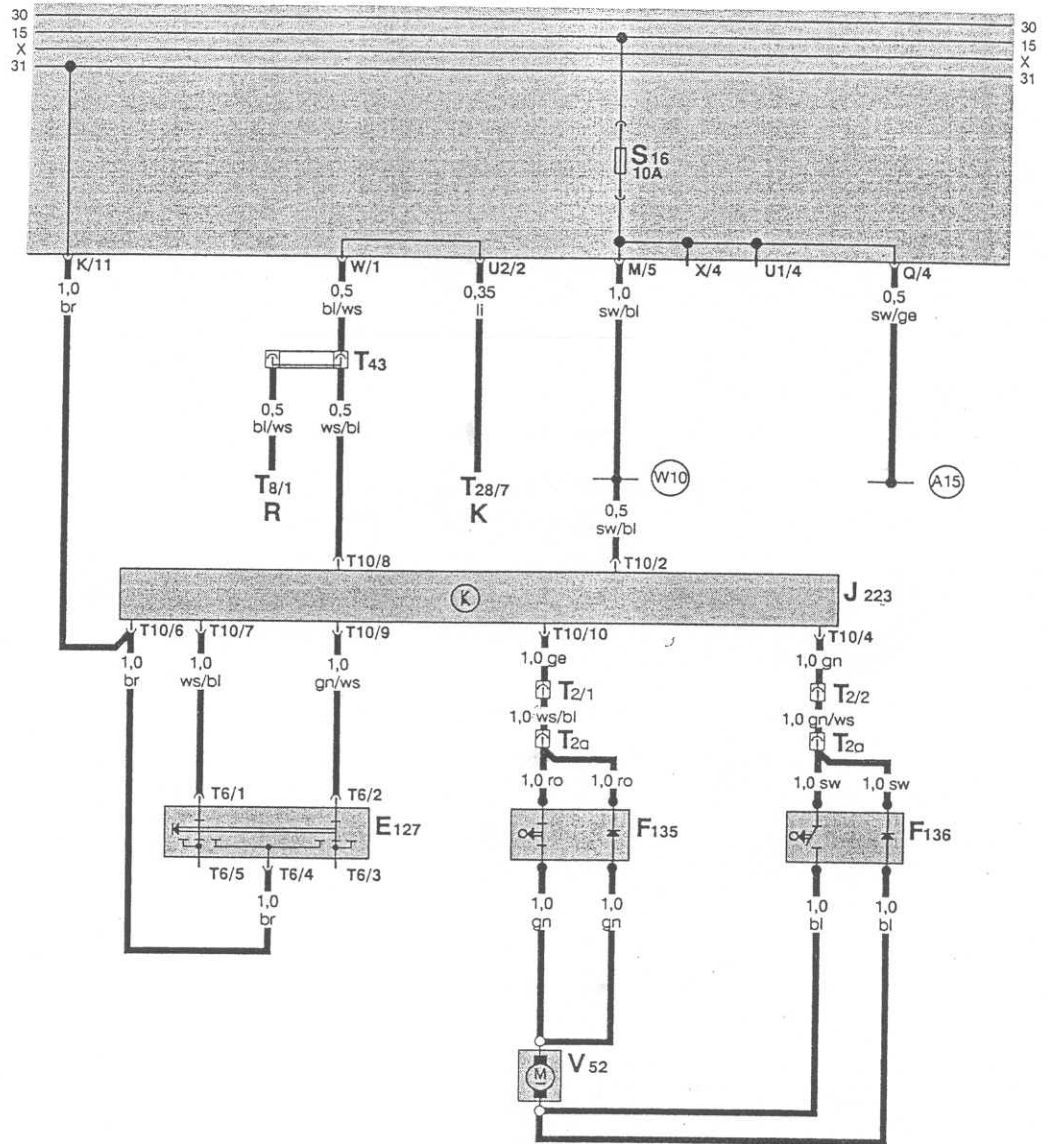 30
15
X
31
30
15
X
31
S16
10A
K/11
W/1
U2/2
M/5
X/4
U1/4
Q/4
1,0
br
0,5
bl/ws
0,35
li
1,0
sw/bl
0,5
sw/ge
T43
0,5
bl/ws
0,5
ws/bl
T8/1
R
T28/7
K
W10
A15
0,5
sw/bl
T10/8
T10/2
K
J 223
T10/6
T10/7
T10/9
T10/10
T10/4
1,0
br
1,0
ws/bl
1,0
gn/ws
1,0 ge
1,0 gn
T2/1
T2/2
1,0 ws/bl
1,0 gn/ws
T2a
T2a
1,0 ro
1,0 ro
1,0 sw
1,0 sw
T6/1
T6/2
E127
F135
F136
T6/5
T6/4
T6/3
1,0
br
1,0
gn
1,0
gn
1,0
bl
1,0
bl
V 52
M